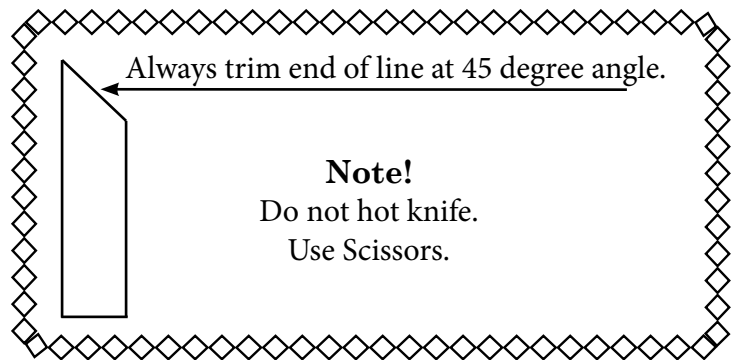 Always trim end of line at 45 degree angle.
Note!
Do not hot knife.
Use Scissors.